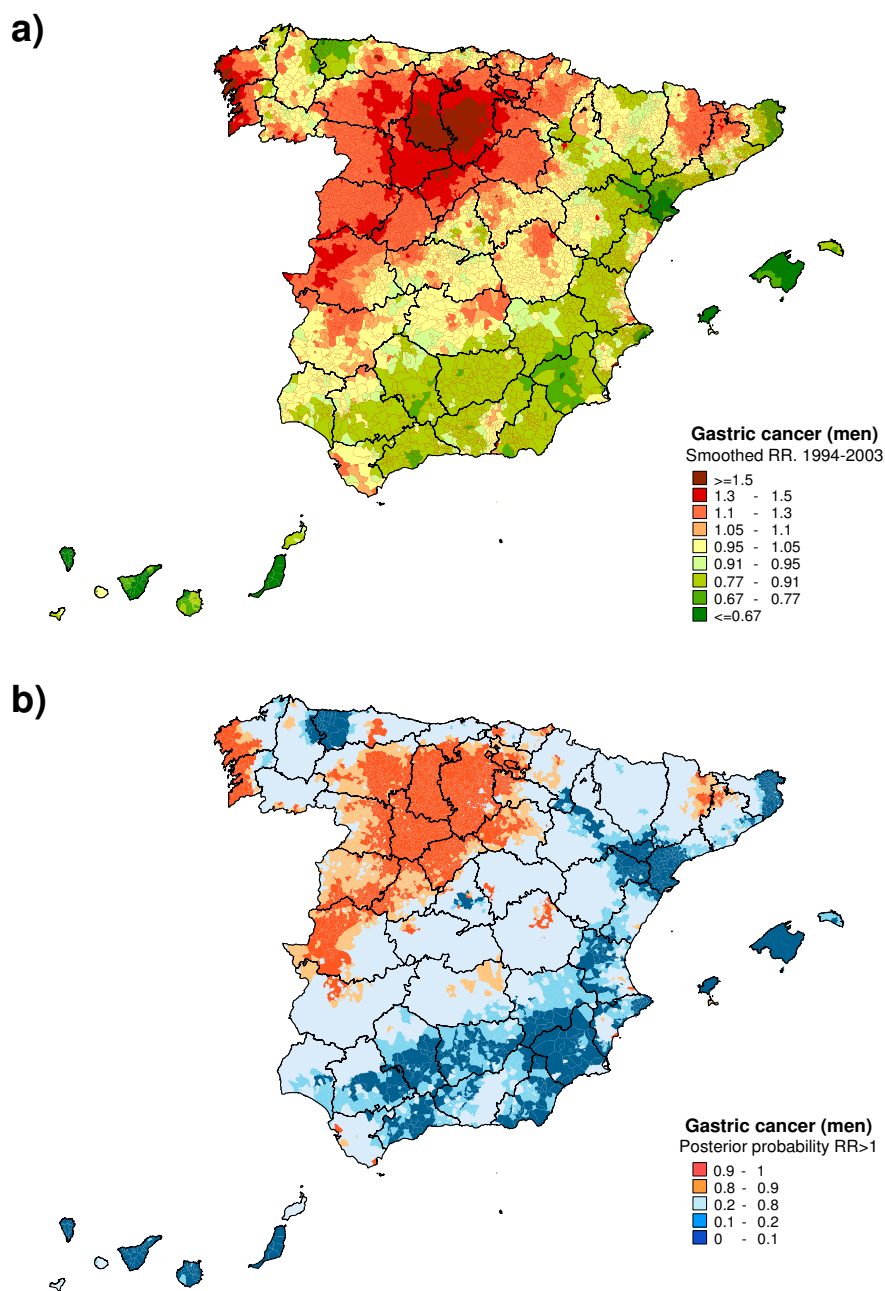 a)
Gastric cancer (men)
Smoothed RR. 1994-2003
>=1.5
1.3 - 1.5
1.1 - 1.3
1.05 - 1.1
0.95 - 1.05
0.91 - 0.95
0.77 - 0.91
0.67 - 0.77
<=0.67
b)
Gastric cancer (men)
Posterior probability RR>1
0.9 - 1
0.8 - 0.9
0.2 - 0.8
0.1 - 0.2
0 - 0.1